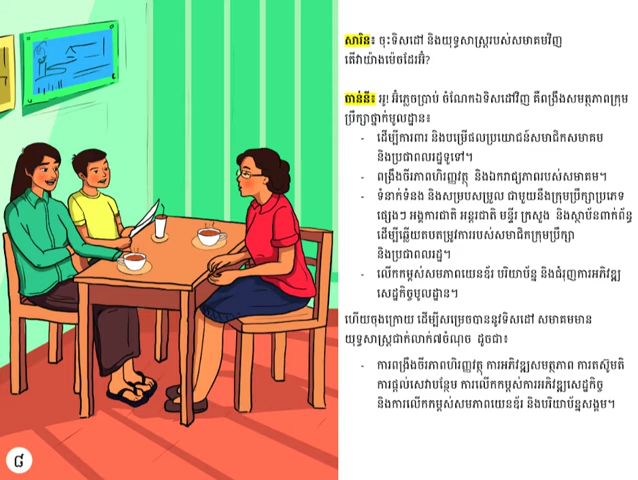 សារិន៖ ចុះទិសដៅ និងយុទ្ធសាស្ត្ររបស់សមាគមវិញ
តើវាយ៉ាងម៉េចដែរអ៊ំ?
ចាន់នី៖ អូ! អ៊ំភ្លេចប្រាប់ ចំណែកឯទិសដៅវិញ គឺពង្រឹងសមត្ថភាពក្រុម
ប្រឹក្សាថ្នាក់មូលដ្ឋាន៖
- ដើម្បីការពារ និងបម្រើផលប្រយោជន៍សមាជិកសមាគម
និងប្រជាពលរដ្ឋទូទៅ។
- ពង្រឹងចីរភាពហិរញ្ញវត្ថុ និងឯករាជ្យភាពរបស់សមាគម។
- ទំនាក់ទំនង និងសម្របសម្រួល ជាមួយនឹងក្រុមប្រឹក្សាប្រភេទ
ផ្សេងៗ អង្គការជាតិ អន្តរជាតិ មន្ទីរ ក្រសួង និងស្ថាប័នពាក់ព័ន្ធ
ដើម្បីឆ្លើយតបតម្រូវការរបស់សមាជិកក្រុមប្រឹក្សា
និងប្រជាពលរដ្ឋ។
- លើកកម្ពស់សមភាពយេនឌ័រ បរិយាប័ន្ន និងជំរុញការអភិវឌ្ឍ
សេដ្ឋកិច្ចមូលដ្ឋាន។
ហើយចុងក្រោយ ដើម្បីសម្រេចបាននូវទិសដៅ សមាគមមាន
យុទ្ធសាស្ត្រជាក់លាក់៧ចំណុច ដូចជា៖
- ការពង្រឹងចីរភាពហិរញ្ញវត្ថុ ការអភិវឌ្ឍសមត្ថភាព ការតស៊ូមតិ
ការផ្តល់សេវាបន្ថែម ការលើកកម្ពស់ការអភិវឌ្ឍសេដ្ឋកិច្ច
និងការលើកកម្ពស់សមភាពយេនឌ័រ និងបរិយាប័ន្នសង្គម។
៨